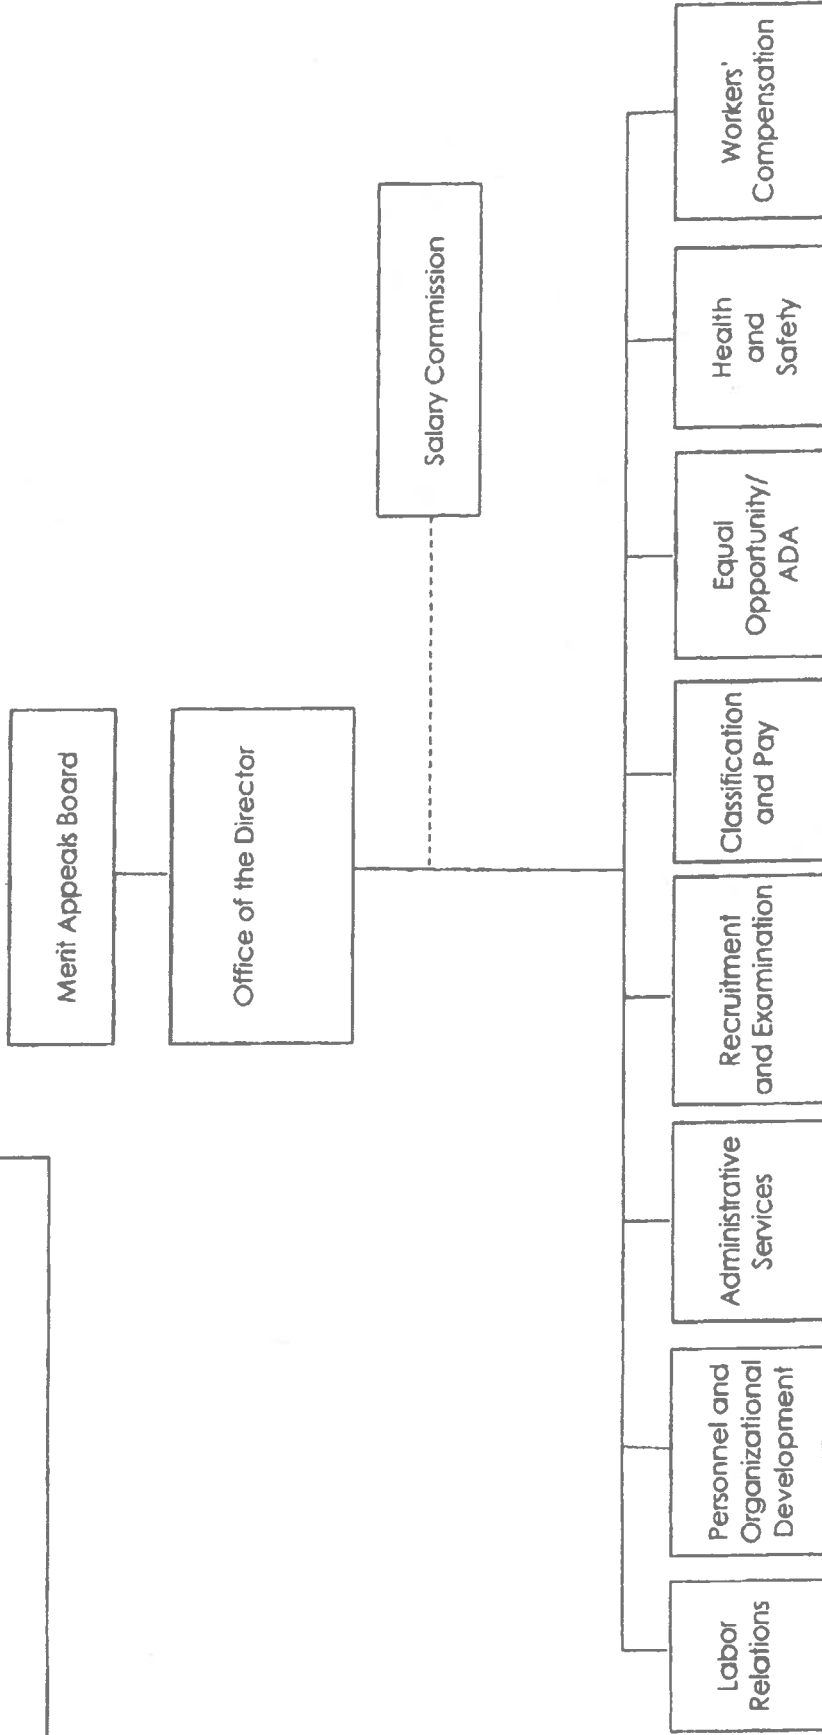 Merit Appeals Board
Office of the Director
Salary Commission
Labor
Relations
Personnel and
Organizational
Development
Administrative
Services
Recruitment
and Examination
Classification
and Pay
Equal
Opportunity/
ADA
Health
and
Safety
Workers'
Compensation